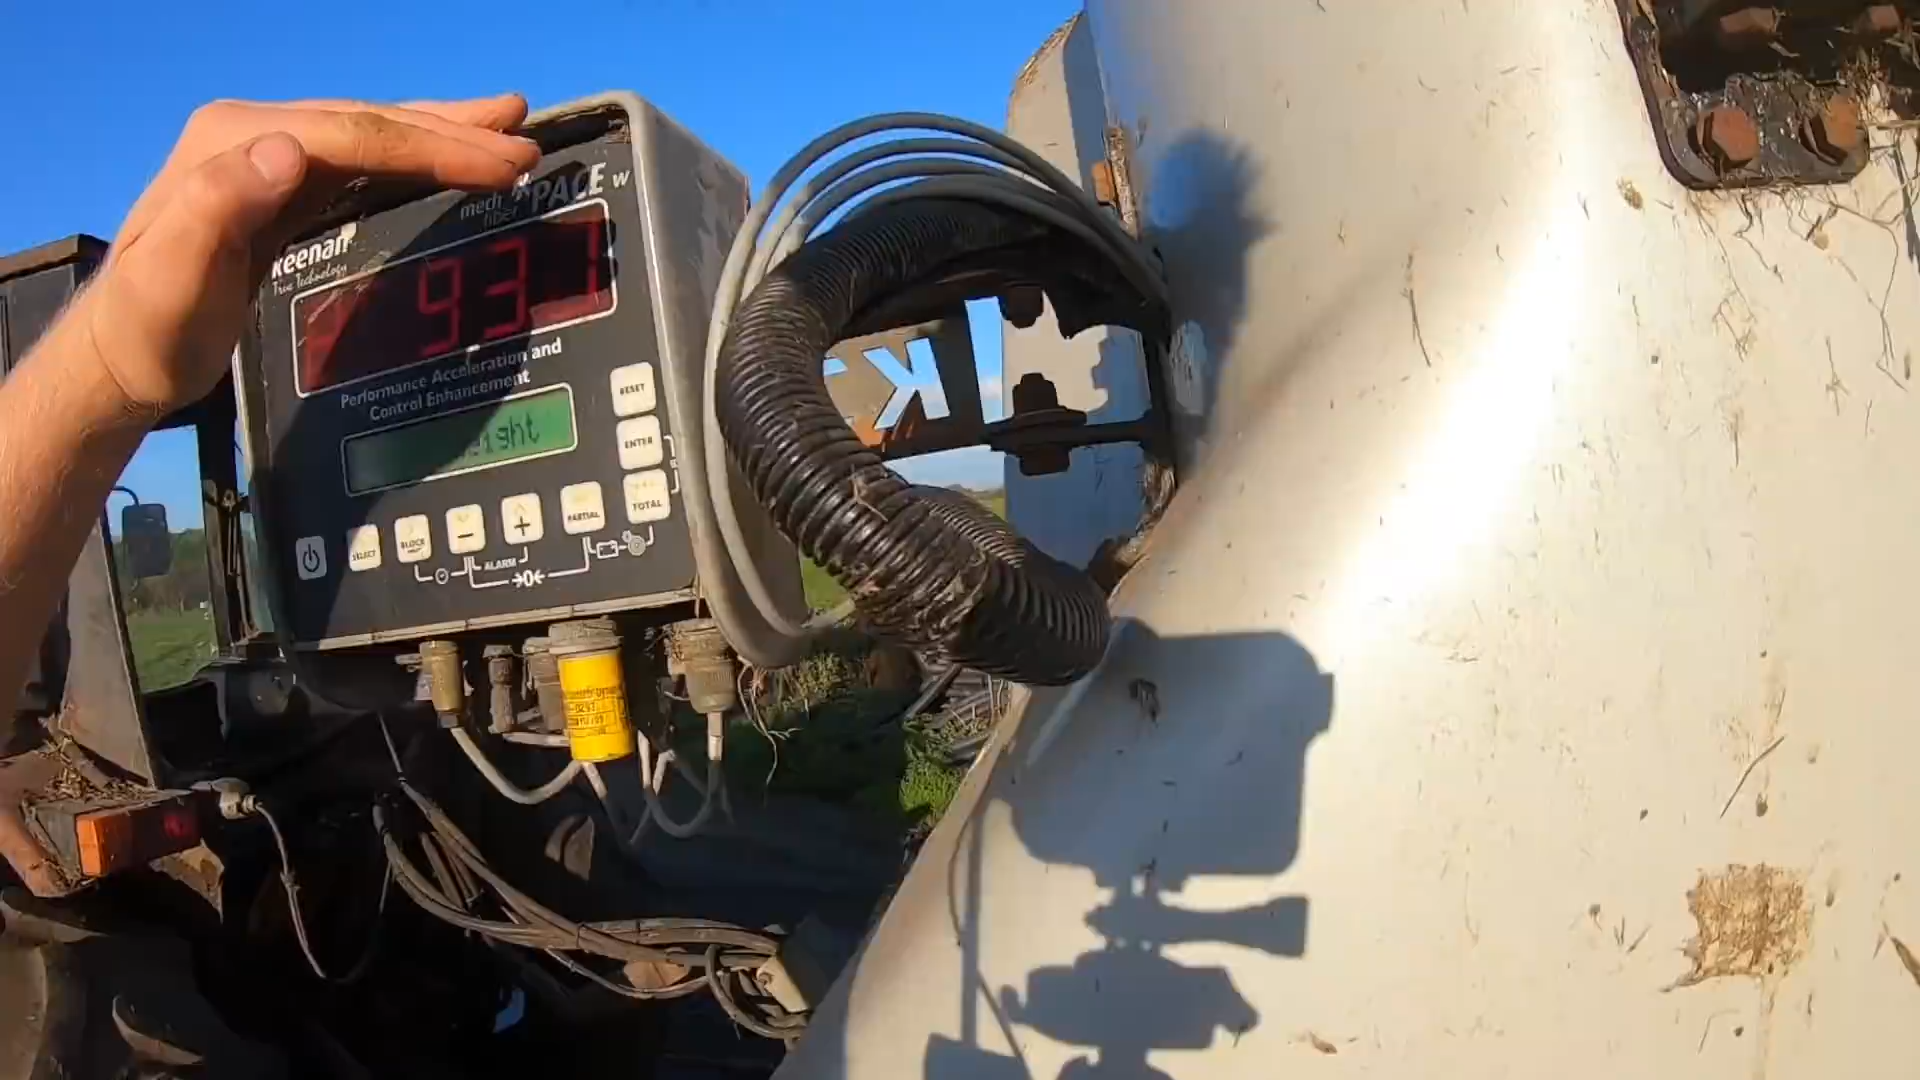 mech fiber PACE W
keenan
True Technology
937
Performance Acceleration and
Control Enhancement
RESET
ENTER
TOTAL
PARTIAL
+
−
BLOCK
SELECT
ALARM
→0←
K